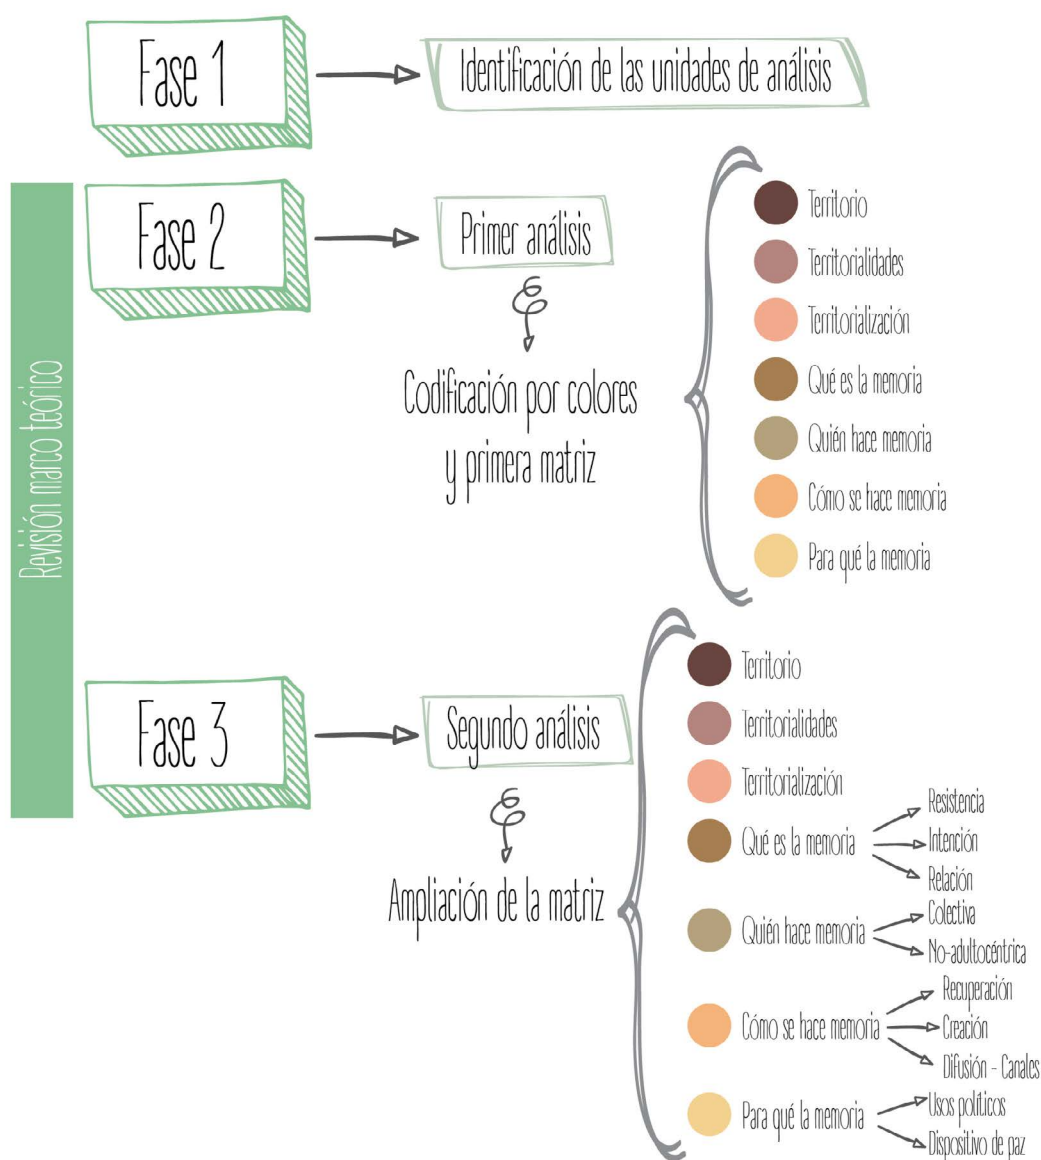 Fase 1
Identificación de las unidades de análisis
Revisión marco teórico
Fase 2
Primer análisis
Codificación por colores
y primera matriz
Territorio
Territorialidades
Territorialización
Qué es la memoria
Quién hace memoria
Cómo se hace memoria
Para qué la memoria
Fase 3
Segundo análisis
Ampliación de la matriz
Territorio
Territorialidades
Territorialización
Qué es la memoria
Resistencia
Intención
Relación
Quién hace memoria
Colectiva
No-adultocéntrica
Cómo se hace memoria
Recuperación
Creación
Difusión - Canales
Para qué la memoria
Usos políticos
Dispositivo de paz